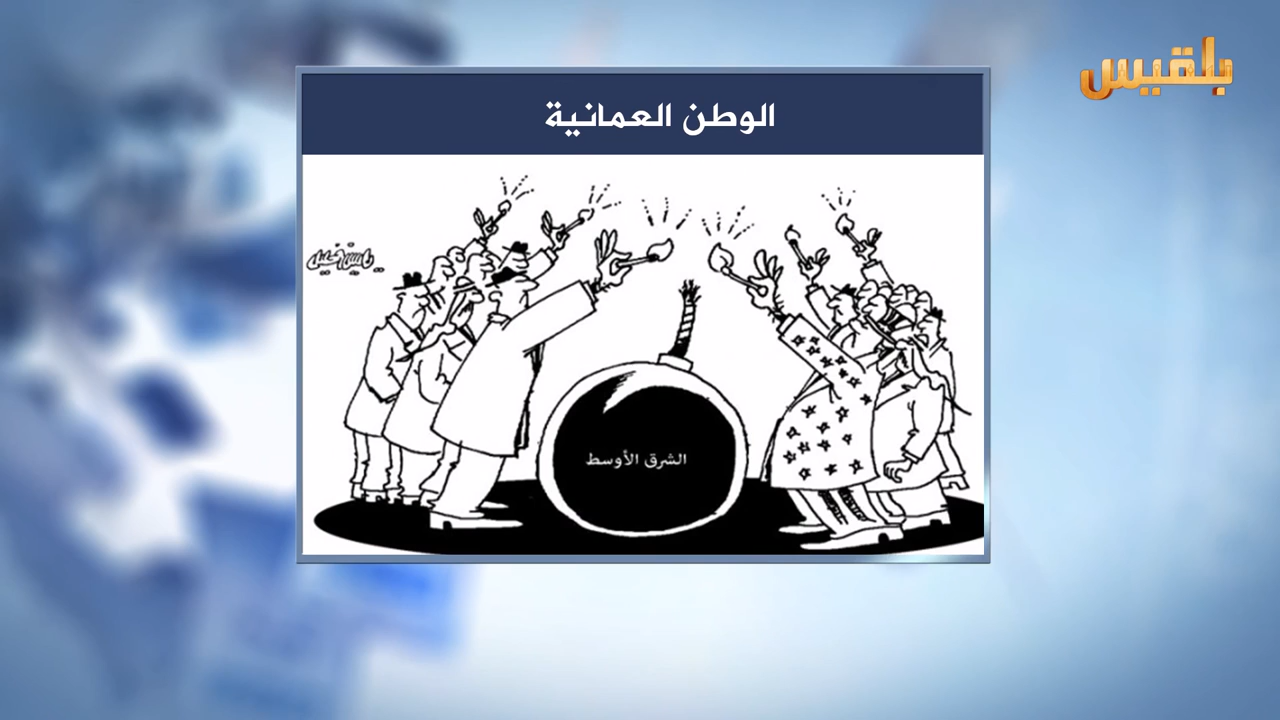 بلقيس
الوطن العمانية
الشرق الأوسط